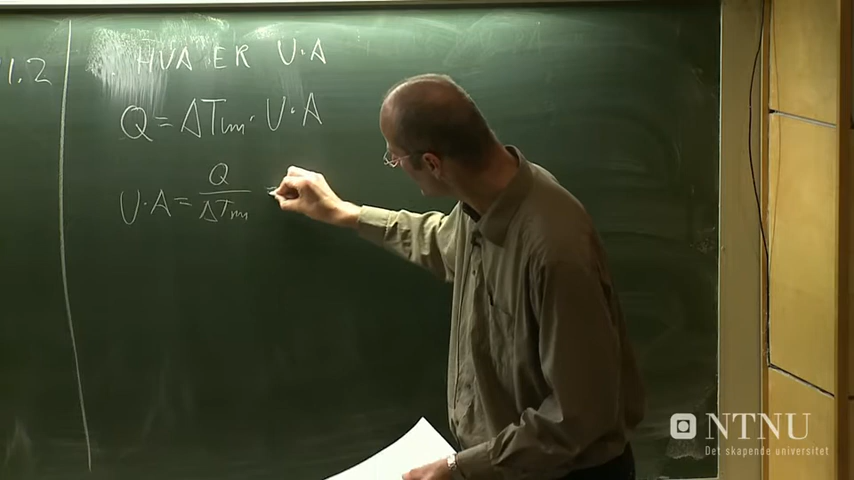 1.2
HVA ER U·A
Q = ΔTm · U·A
U·A = Q / ΔTm =
NTNU
Det skapende universitet